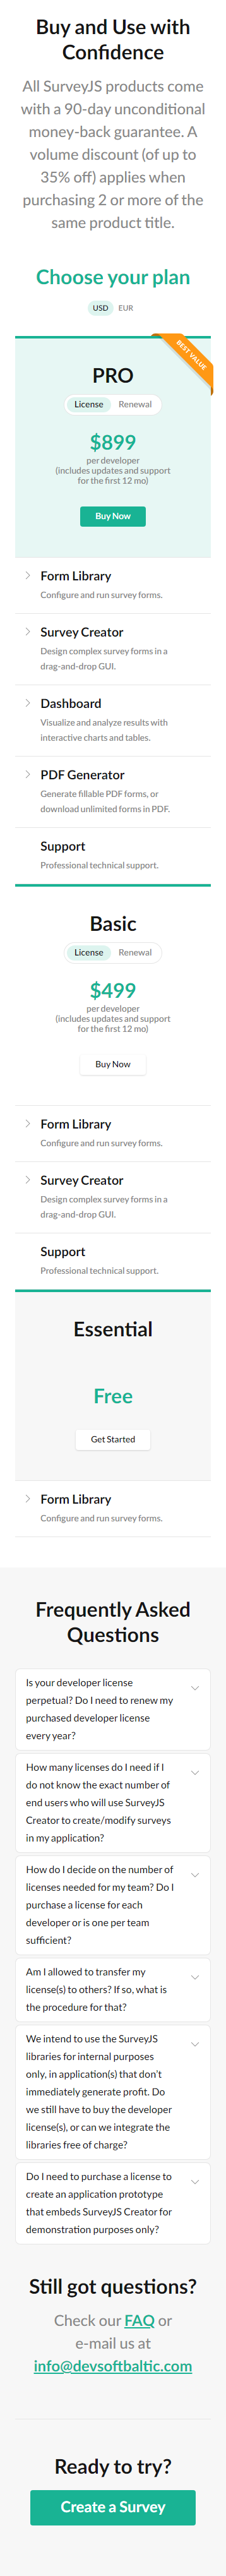 Buy and Use with
Confidence
All SurveyJS products come
with a 90-day unconditional
money-back guarantee. A
volume discount (of up to
35% off) applies when
purchasing 2 or more of the
same product title.
Choose your plan
USD EUR
BEST VALUE
PRO
License Renewal
$899
per developer
(includes updates and support
for the first 12 mo)
Buy Now
Form Library
Configure and run survey forms.
Survey Creator
Design complex survey forms in a
drag-and-drop GUI.
Dashboard
Visualize and analyze results with
interactive charts and tables.
PDF Generator
Generate fillable PDF forms, or
download unlimited forms in PDF.
Support
Professional technical support.
Basic
License Renewal
$499
per developer
(includes updates and support
for the first 12 mo)
Buy Now
Form Library
Configure and run survey forms.
Survey Creator
Design complex survey forms in a
drag-and-drop GUI.
Support
Professional technical support.
Essential
Free
Get Started
Form Library
Configure and run survey forms.
Frequently Asked
Questions
Is your developer license
perpetual? Do I need to renew my
purchased developer license
every year?
How many licenses do I need if I
do not know the exact number of
end users who will use SurveyJS
Creator to create/modify surveys
in my application?
How do I decide on the number of
licenses needed for my team? Do I
purchase a license for each
developer or is one per team
sufficient?
Am I allowed to transfer my
license(s) to others? If so, what is
the procedure for that?
We intend to use the SurveyJS
libraries for internal purposes
only, in application(s) that don't
immediately generate profit. Do
we still have to buy the developer
license(s), or can we integrate the
libraries free of charge?
Do I need to purchase a license to
create an application prototype
that embeds SurveyJS Creator for
demonstration purposes only?
Still got questions?
Check our FAQ or
e-mail us at
info@devsoftbaltic.com
Ready to try?
Create a Survey